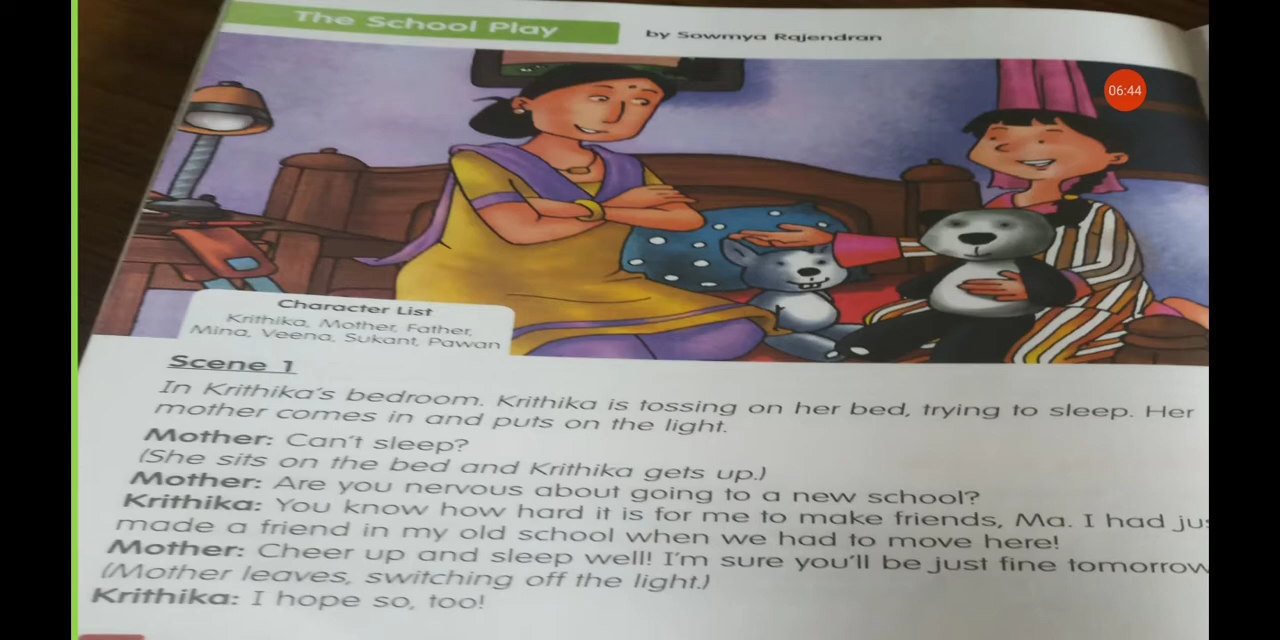 The School Play
by Sowmya Rajendran
06:44
Character List
Krithika, Mother, Father,
Mina, Veena, Sukant, Pawan
Scene 1
In Krithika's bedroom. Krithika is tossing on her bed, trying to sleep. Her
mother comes in and puts on the light.
Mother: Can't sleep?
(She sits on the bed and Krithika gets up.)
Mother: Are you nervous about going to a new school?
Krithika: You know how hard it is for me to make friends, Ma. I had
made a friend in my old school when we had to move here!
Mother: Cheer up and sleep well! I'm sure you'll be just fine tomorrow
(Mother leaves, switching off the light.)
Krithika: I hope so, too!